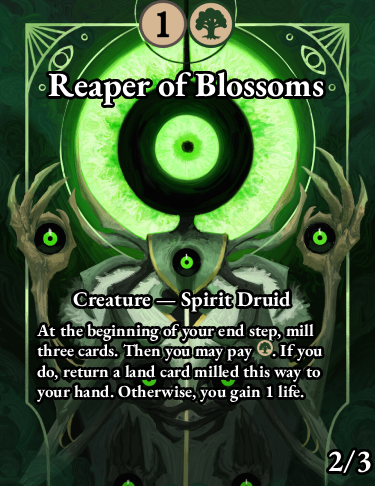 1
Reaper of Blossoms
Creature — Spirit Druid
At the beginning of your end step, mill
three cards. Then you may pay . If you
do, return a land card milled this way to
your hand. Otherwise, you gain 1 life.
2/3